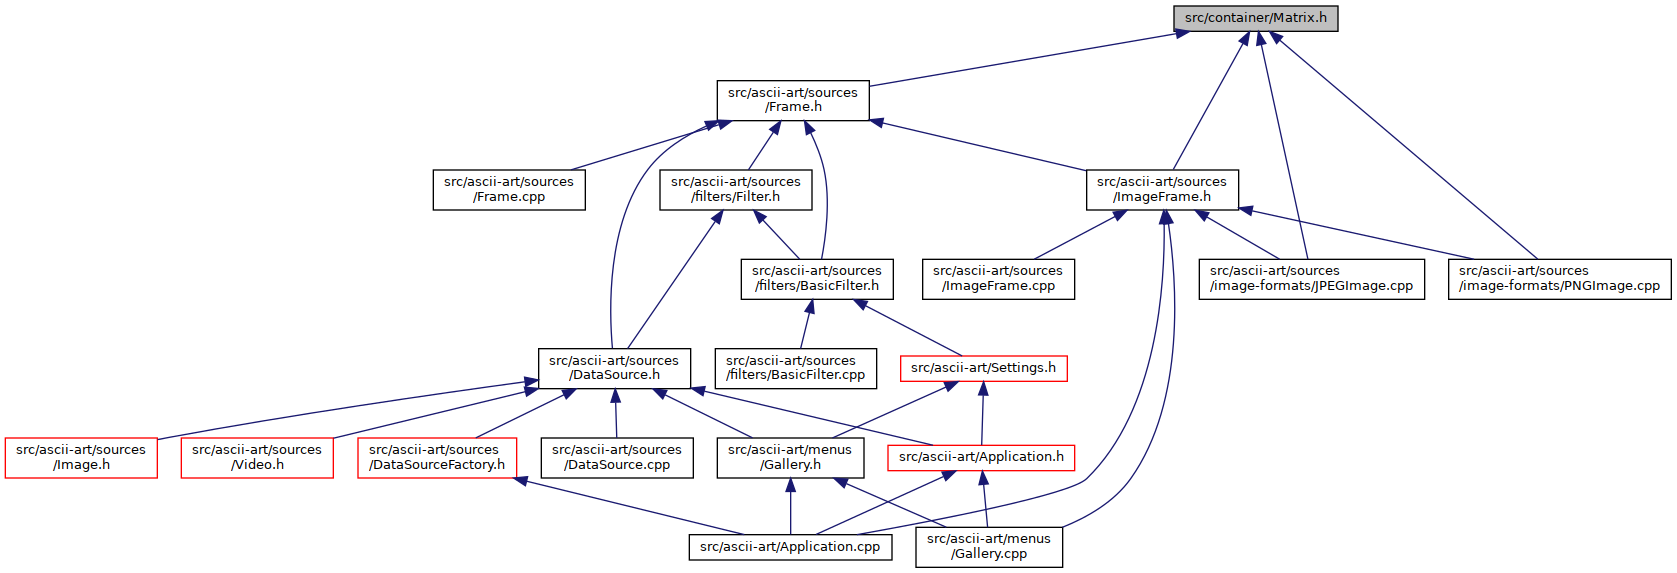 src/container/Matrix.h
src/ascii-art/sources
/Frame.h
src/ascii-art/sources
/Frame.cpp
src/ascii-art/sources
/filters/Filter.h
src/ascii-art/sources
/ImageFrame.h
src/ascii-art/sources
/filters/BasicFilter.h
src/ascii-art/sources
/ImageFrame.cpp
src/ascii-art/sources
/image-formats/JPEGImage.cpp
src/ascii-art/sources
/image-formats/PNGImage.cpp
src/ascii-art/sources
/DataSource.h
src/ascii-art/sources
/filters/BasicFilter.cpp
src/ascii-art/Settings.h
src/ascii-art/sources
/Image.h
src/ascii-art/sources
/Video.h
src/ascii-art/sources
/DataSourceFactory.h
src/ascii-art/sources
/DataSource.cpp
src/ascii-art/menus
/Gallery.h
src/ascii-art/Application.h
src/ascii-art/Application.cpp
src/ascii-art/menus
/Gallery.cpp